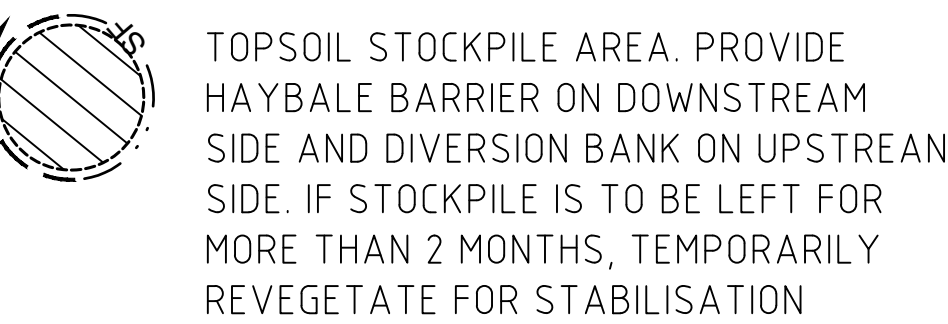 SF
TOPSOIL STOCKPILE AREA. PROVIDE
HAYBALE BARRIER ON DOWNSTREAM
SIDE AND DIVERSION BANK ON UPSTREAM
SIDE. IF STOCKPILE IS TO BE LEFT FOR
MORE THAN 2 MONTHS, TEMPORARILY
REVEGETATE FOR STABILISATION